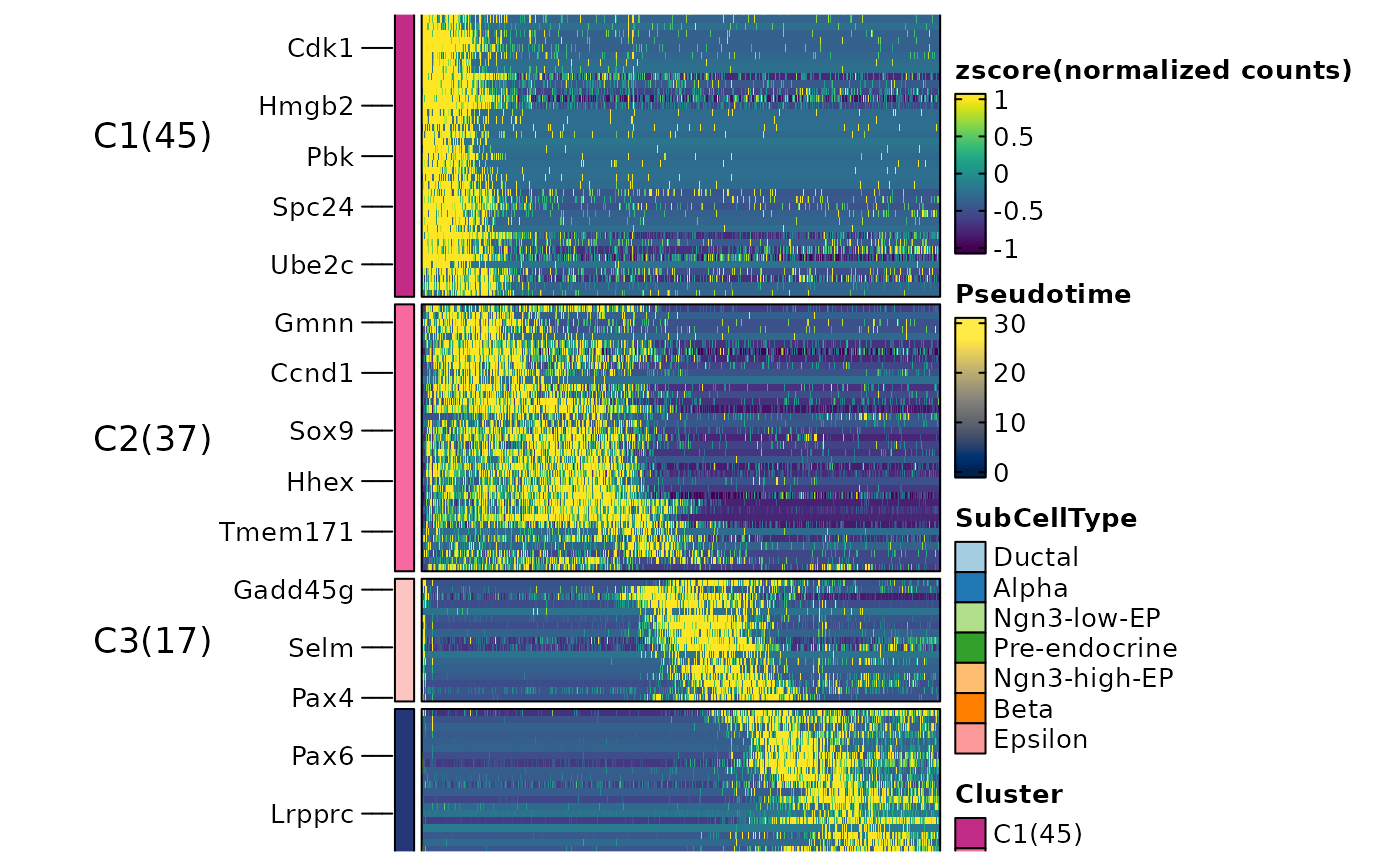 C1(45)
Cdk1
Hmgb2
Pbk
Spc24
Ube2c
C2(37)
Gmnn
Ccnd1
Sox9
Hhex
Tmem171
C3(17)
Gadd45g
Selm
Pax4
Pax6
Lrpprc
zscore(normalized counts)
1
0.5
0
-0.5
-1
Pseudotime
30
20
10
0
SubCellType
Ductal
Alpha
Ngn3-low-EP
Pre-endocrine
Ngn3-high-EP
Beta
Epsilon
Cluster
C1(45)